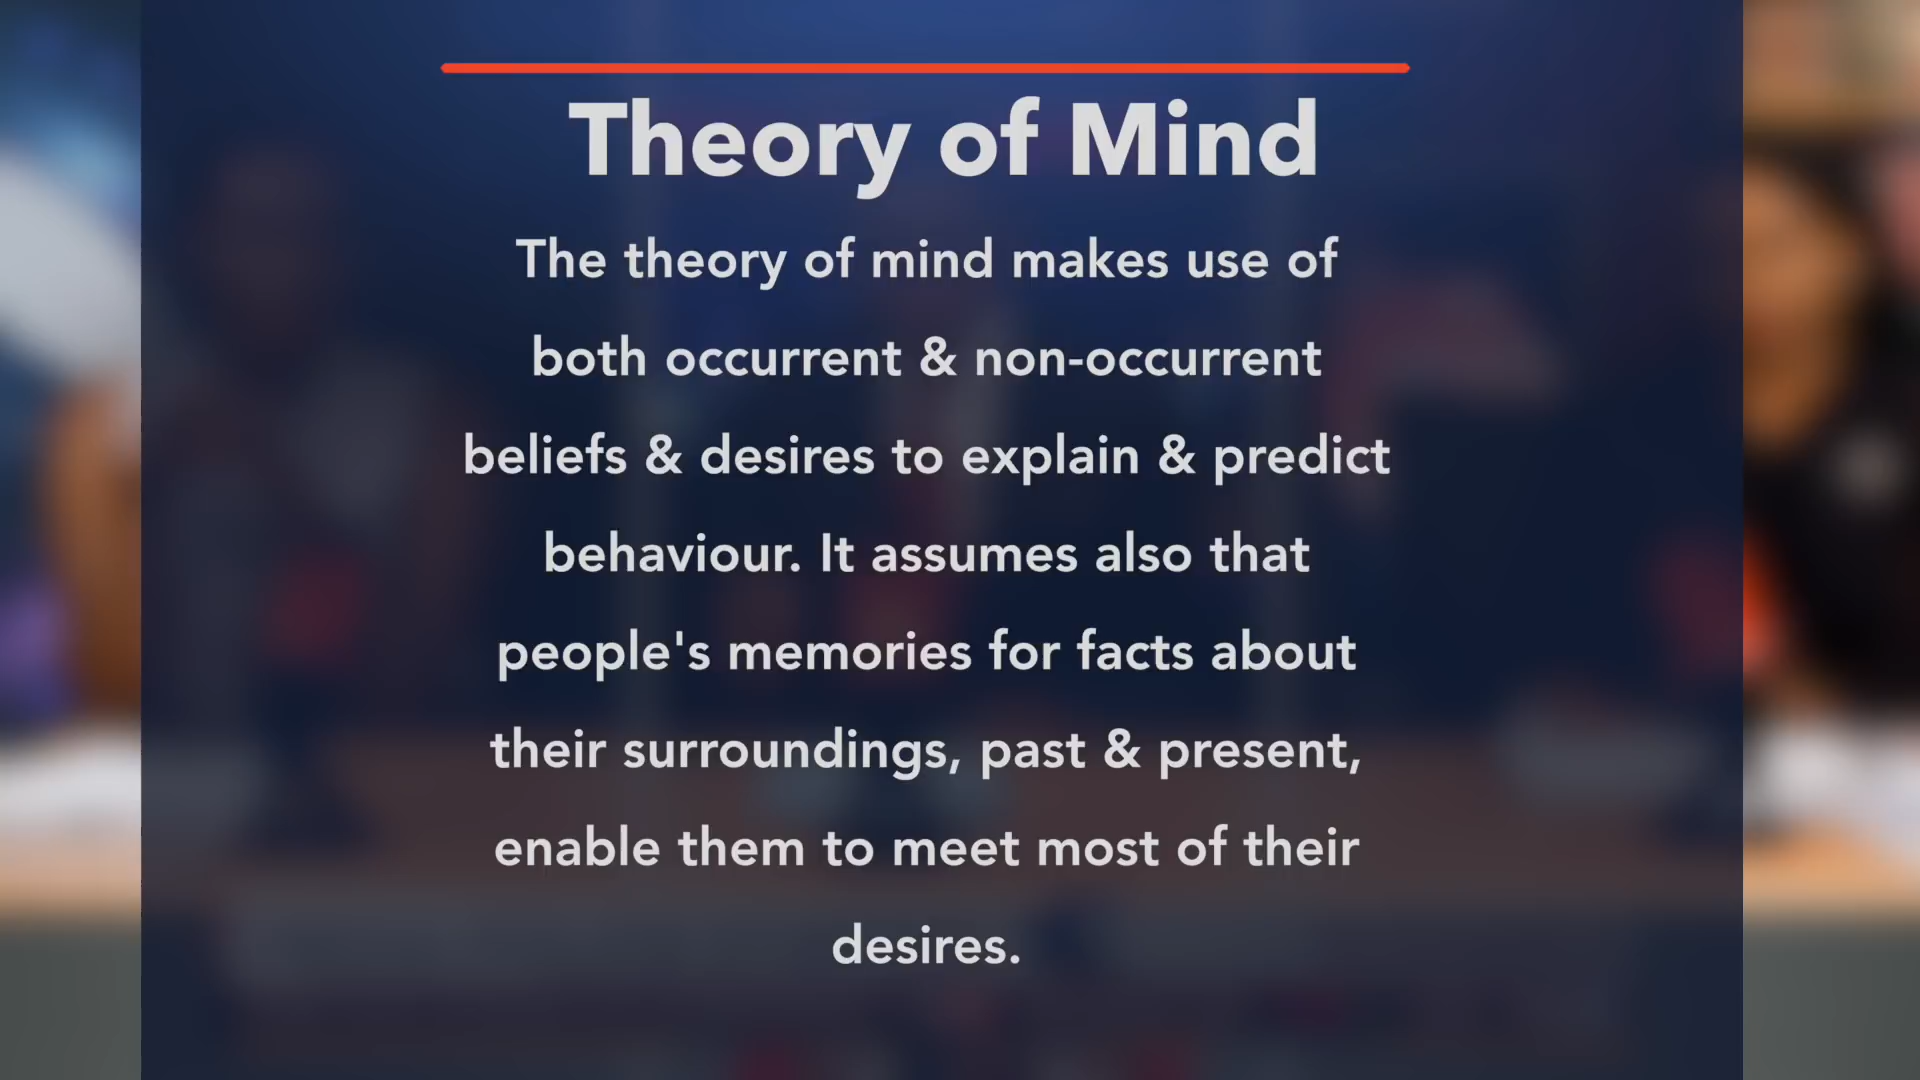 Theory of Mind
The theory of mind makes use of
both occurrent & non-occurrent
beliefs & desires to explain & predict
behaviour. It assumes also that
people's memories for facts about
their surroundings, past & present,
enable them to meet most of their
desires.